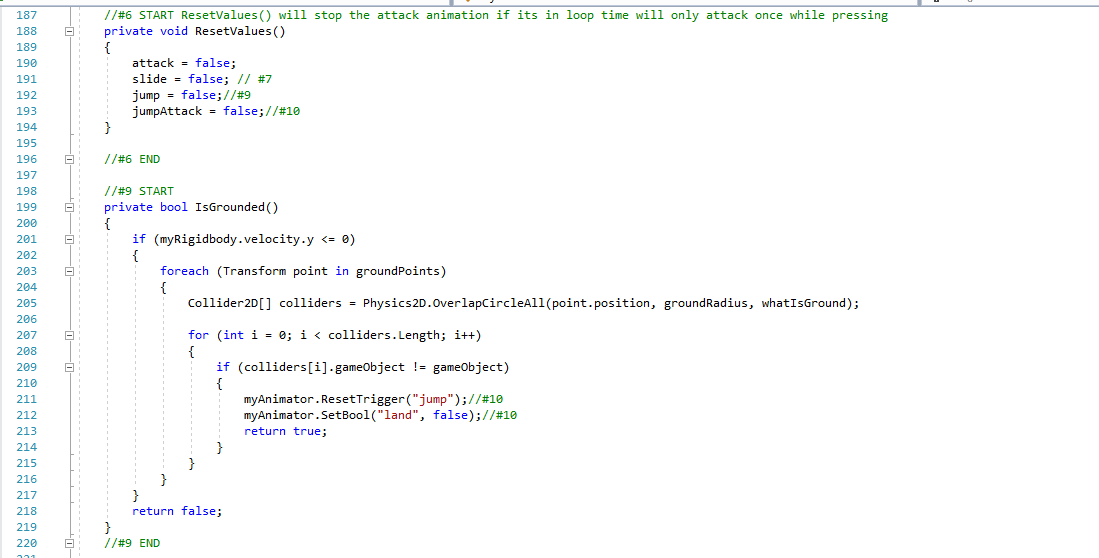 187 //#6 START ResetValues() will stop the attack animation if its in loop time will only attack once while pressing
188 private void ResetValues()
189 {
190 attack = false;
191 slide = false; // #7
192 jump = false;//#9
193 jumpAttack = false;//#10
194 }
195
196 //#6 END
197
198 //#9 START
199 private bool IsGrounded()
200 {
201 if (myRigidbody.velocity.y <= 0)
202 {
203 foreach (Transform point in groundPoints)
204 {
205 Collider2D[] colliders = Physics2D.OverlapCircleAll(point.position, groundRadius, whatIsGround);
206
207 for (int i = 0; i < colliders.Length; i++)
208 {
209 if (colliders[i].gameObject != gameObject)
210 {
211 myAnimator.ResetTrigger("jump");//#10
212 myAnimator.SetBool("land", false);//#10
213 return true;
214 }
215 }
216 }
217 }
218 return false;
219 }
220 //#9 END